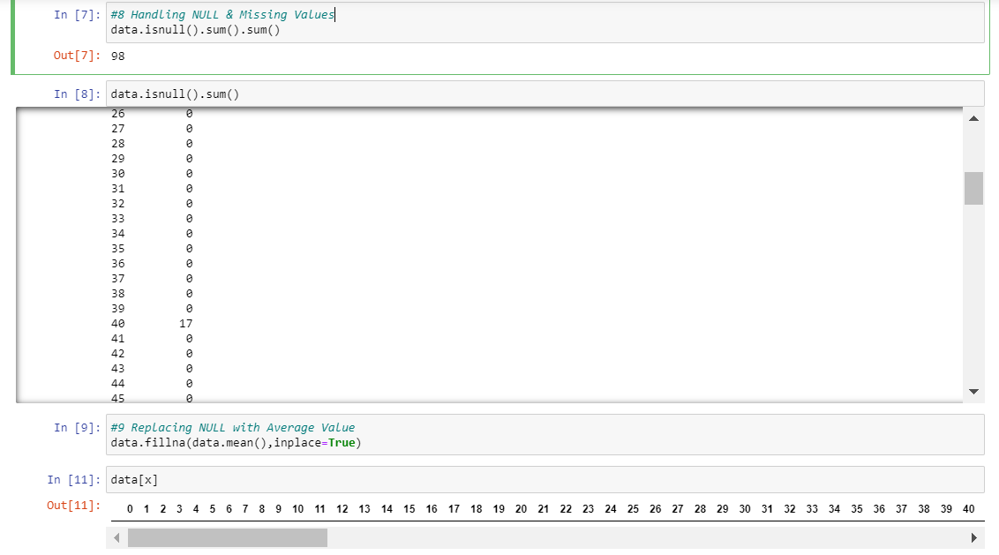 In [7]: #8 Handling NULL & Missing Values
data.isnull().sum().sum()
Out[7]: 98
In [8]: data.isnull().sum()
26 0
27 0
28 0
29 0
30 0
31 0
32 0
33 0
34 0
35 0
36 0
37 0
38 0
39 0
40 17
41 0
42 0
43 0
44 0
45 0
In [9]: #9 Replacing NULL with Average Value
data.fillna(data.mean(),inplace=True)
In [11]: data[x]
Out[11]: 0 1 2 3 4 5 6 7 8 9 10 11 12 13 14 15 16 17 18 19 20 21 22 23 24 25 26 27 28 29 30 31 32 33 34 35 36 37 38 39 40